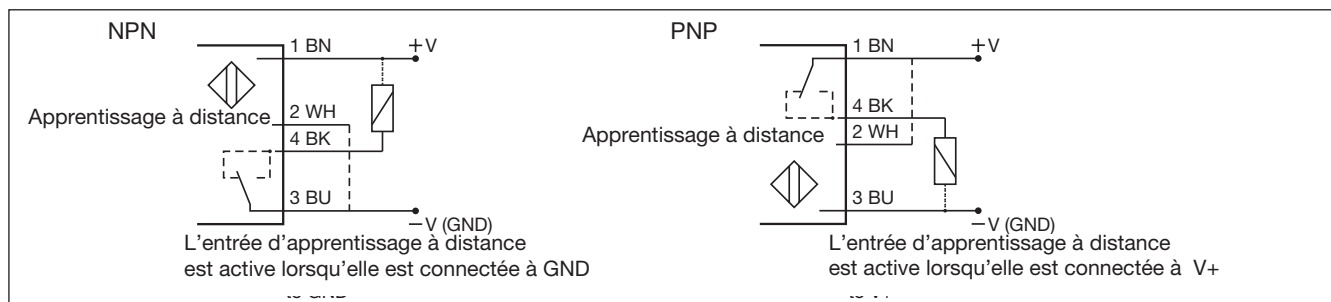 NPN
1 BN
+V
Apprentissage à distance
2 WH
4 BK
3 BU
−V (GND)
L'entrée d'apprentissage à distance
est active lorsqu'elle est connectée à GND
PNP
1 BN
+V
4 BK
Apprentissage à distance
2 WH
3 BU
−V (GND)
L'entrée d'apprentissage à distance
est active lorsqu'elle est connectée à V+